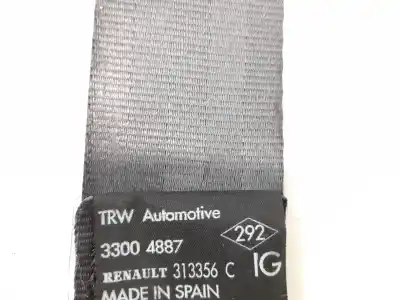 TRW Automotive
292
3300 4887
RENAULT 313356 C IG
MADE IN SPAIN